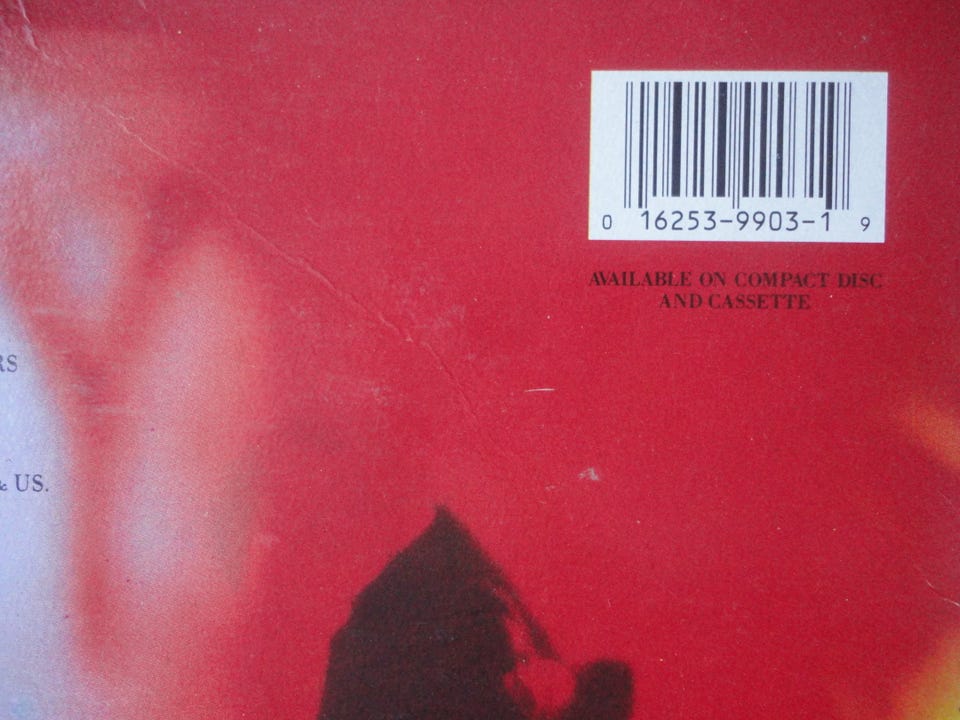 0 16253-9903-1 9
AVAILABLE ON COMPACT DISC
AND CASSETTE
RS
& US.